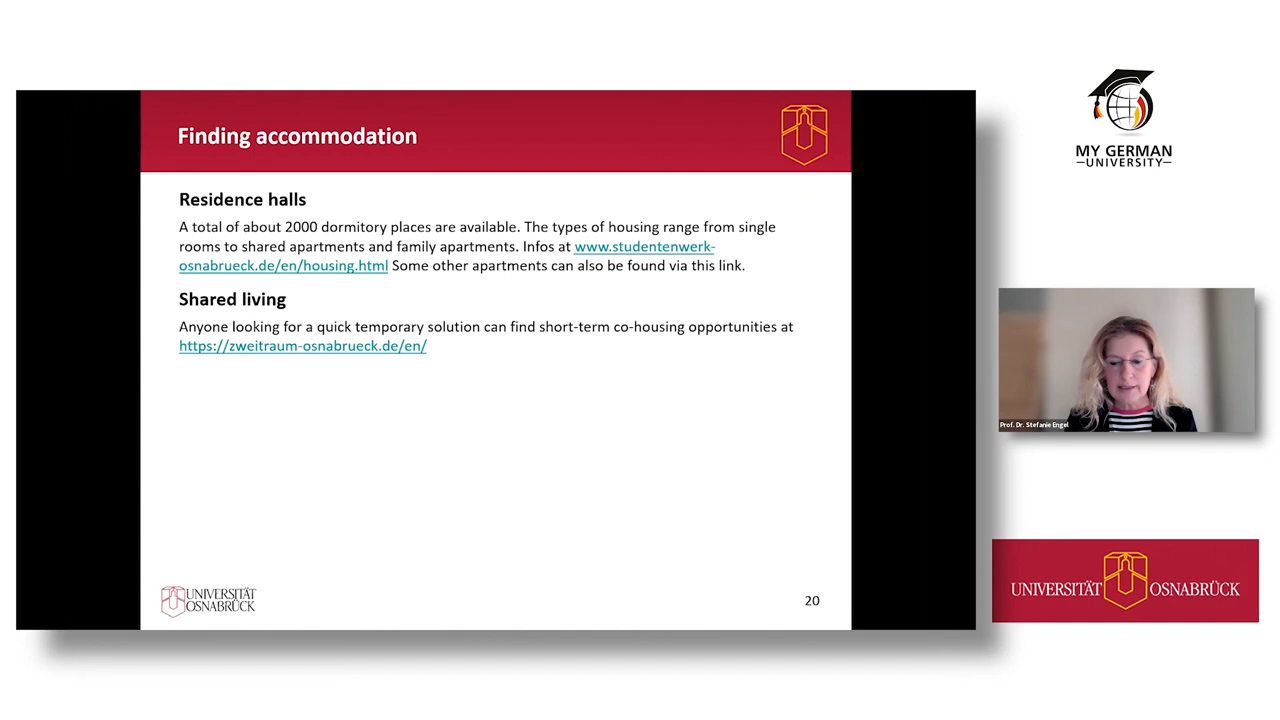 Finding accommodation
Residence halls
A total of about 2000 dormitory places are available. The types of housing range from single
rooms to shared apartments and family apartments. Infos at www.studentenwerk-
osnabrueck.de/en/housing.html Some other apartments can also be found via this link.
Shared living
Anyone looking for a quick temporary solution can find short-term co-housing opportunities at
https://zweitraum-osnabrueck.de/en/
UNIVERSITÄT
OSNABRÜCK
20
MY GERMAN
UNIVERSITY
Prof. Dr. Stefanie Engel
UNIVERSITÄT OSNABRÜCK